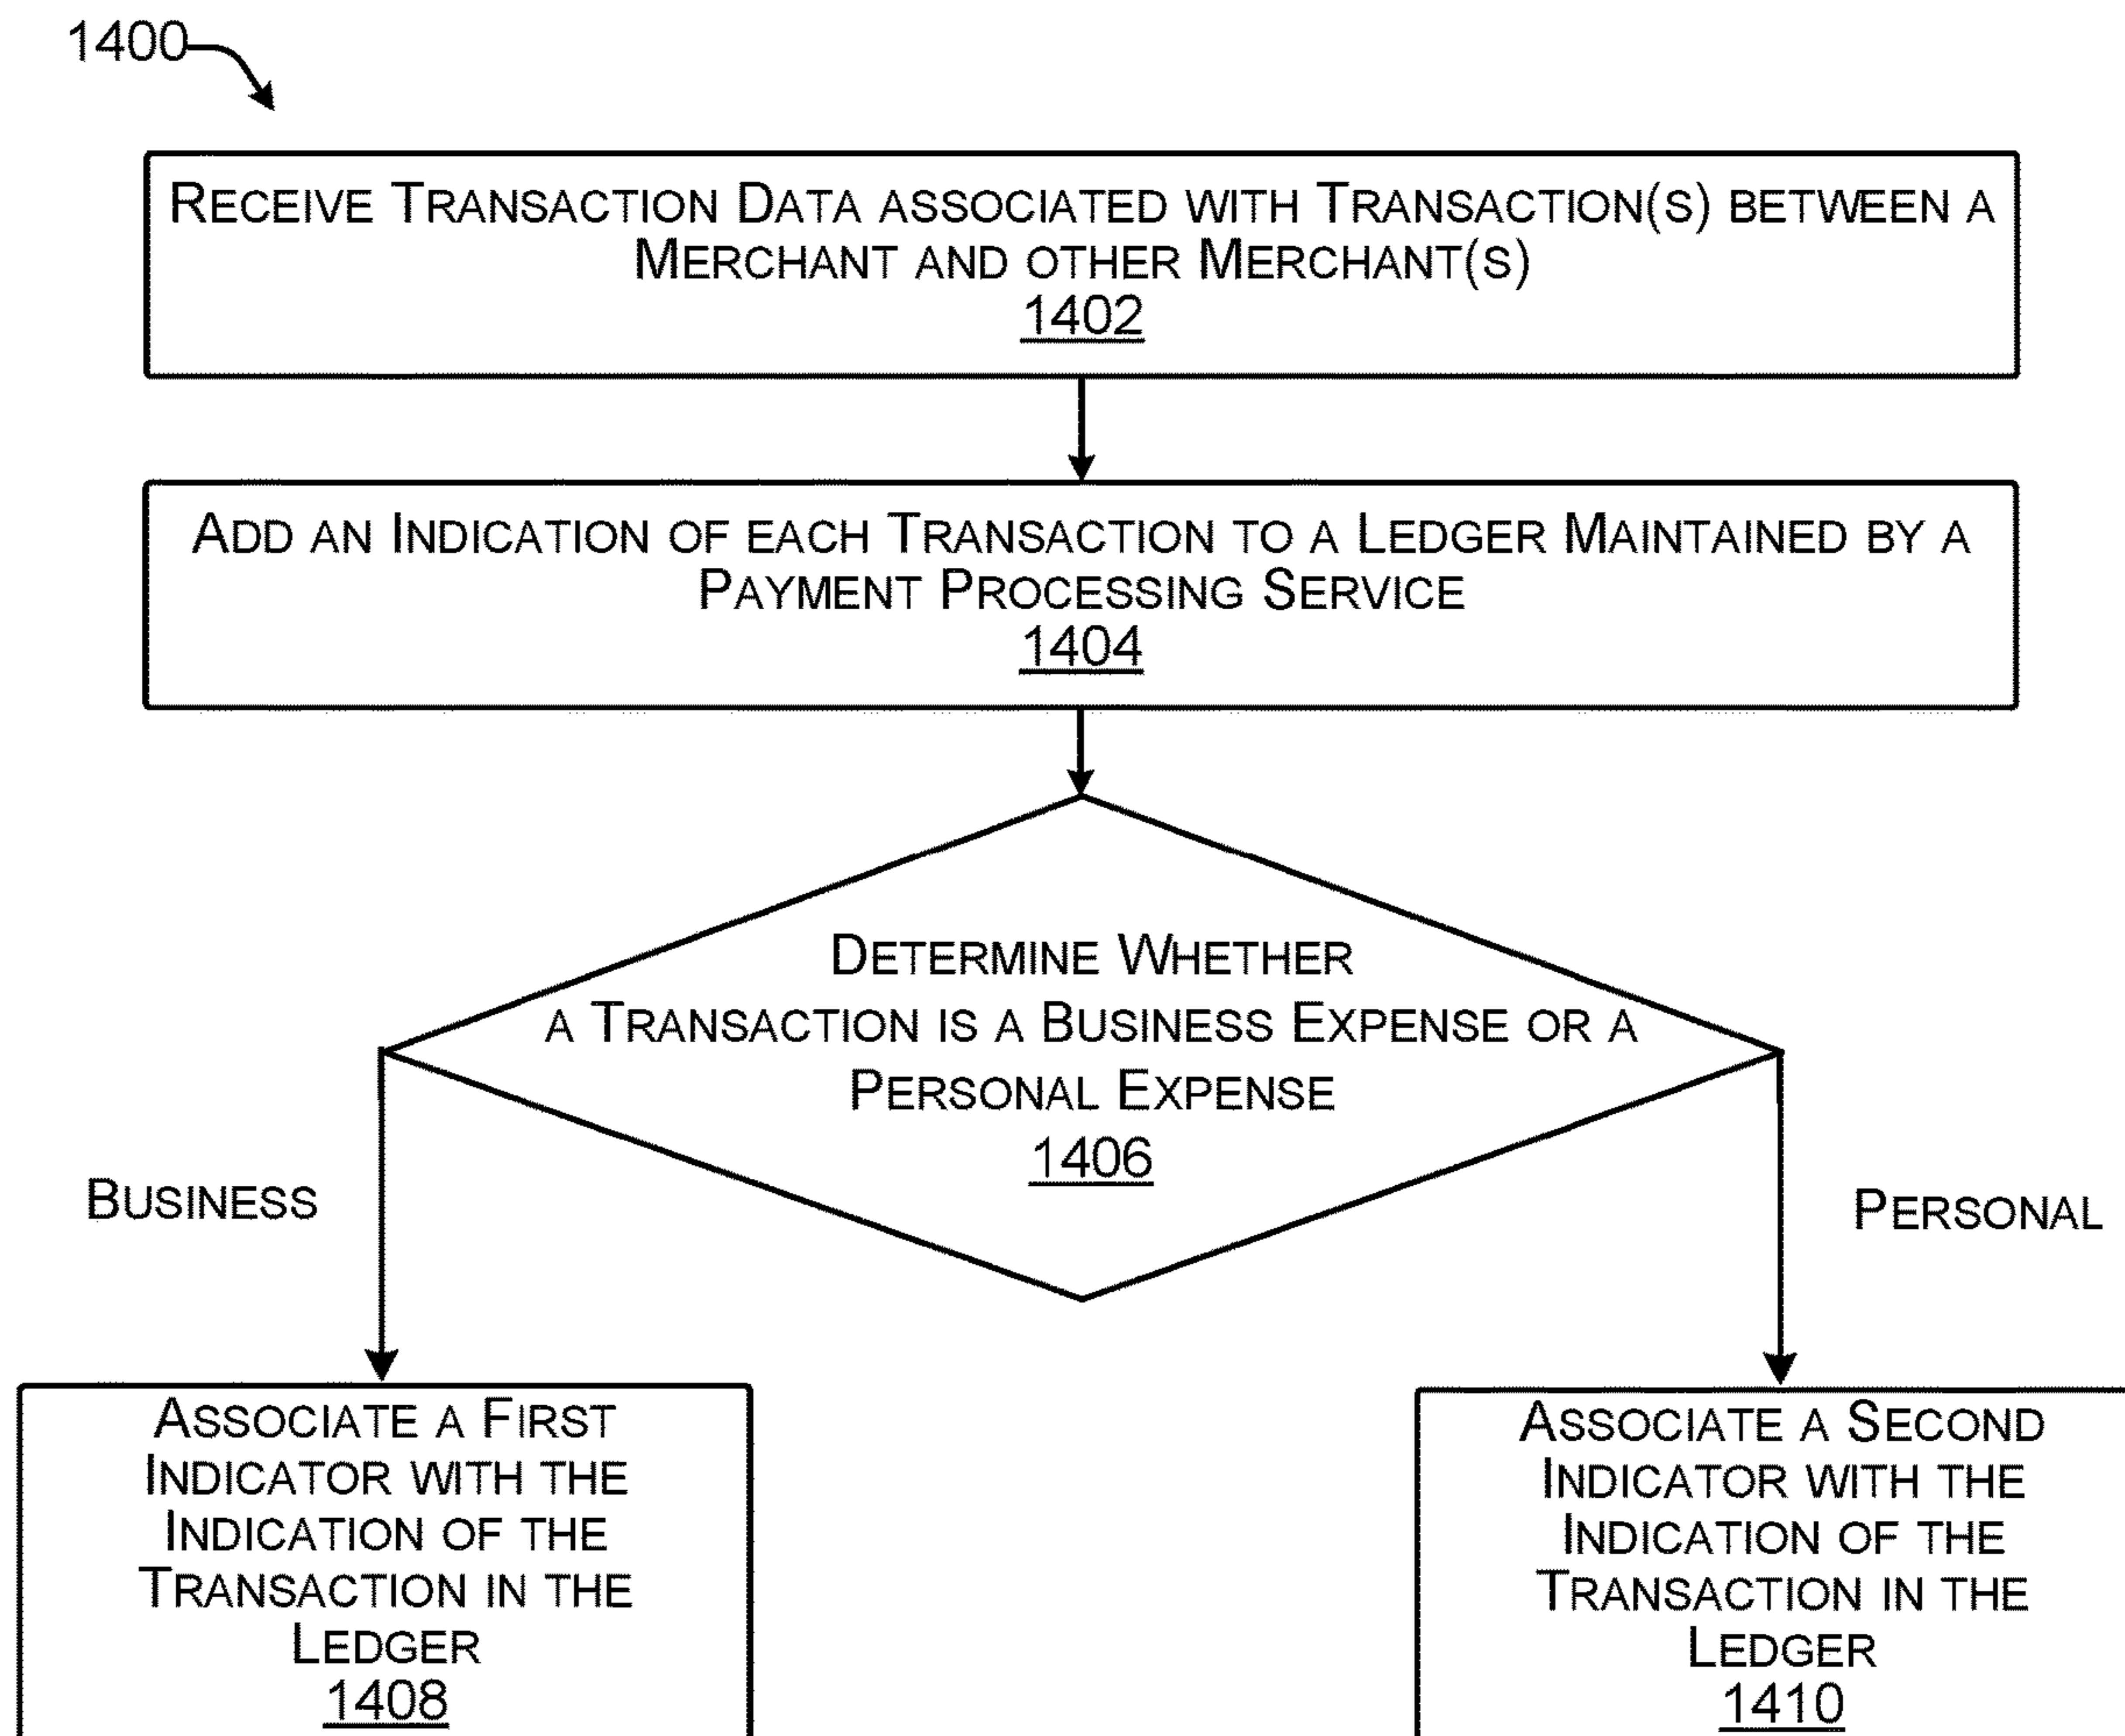 1400
RECEIVE TRANSACTION DATA ASSOCIATED WITH TRANSACTION(S) BETWEEN A
MERCHANT AND OTHER MERCHANT(S)
1402
ADD AN INDICATION OF EACH TRANSACTION TO A LEDGER MAINTAINED BY A
PAYMENT PROCESSING SERVICE
1404
DETERMINE WHETHER
A TRANSACTION IS A BUSINESS EXPENSE OR A
PERSONAL EXPENSE
1406
BUSINESS
PERSONAL
ASSOCIATE A FIRST
INDICATOR WITH THE
INDICATION OF THE
TRANSACTION IN THE
LEDGER
1408
ASSOCIATE A SECOND
INDICATOR WITH THE
INDICATION OF THE
TRANSACTION IN THE
LEDGER
1410